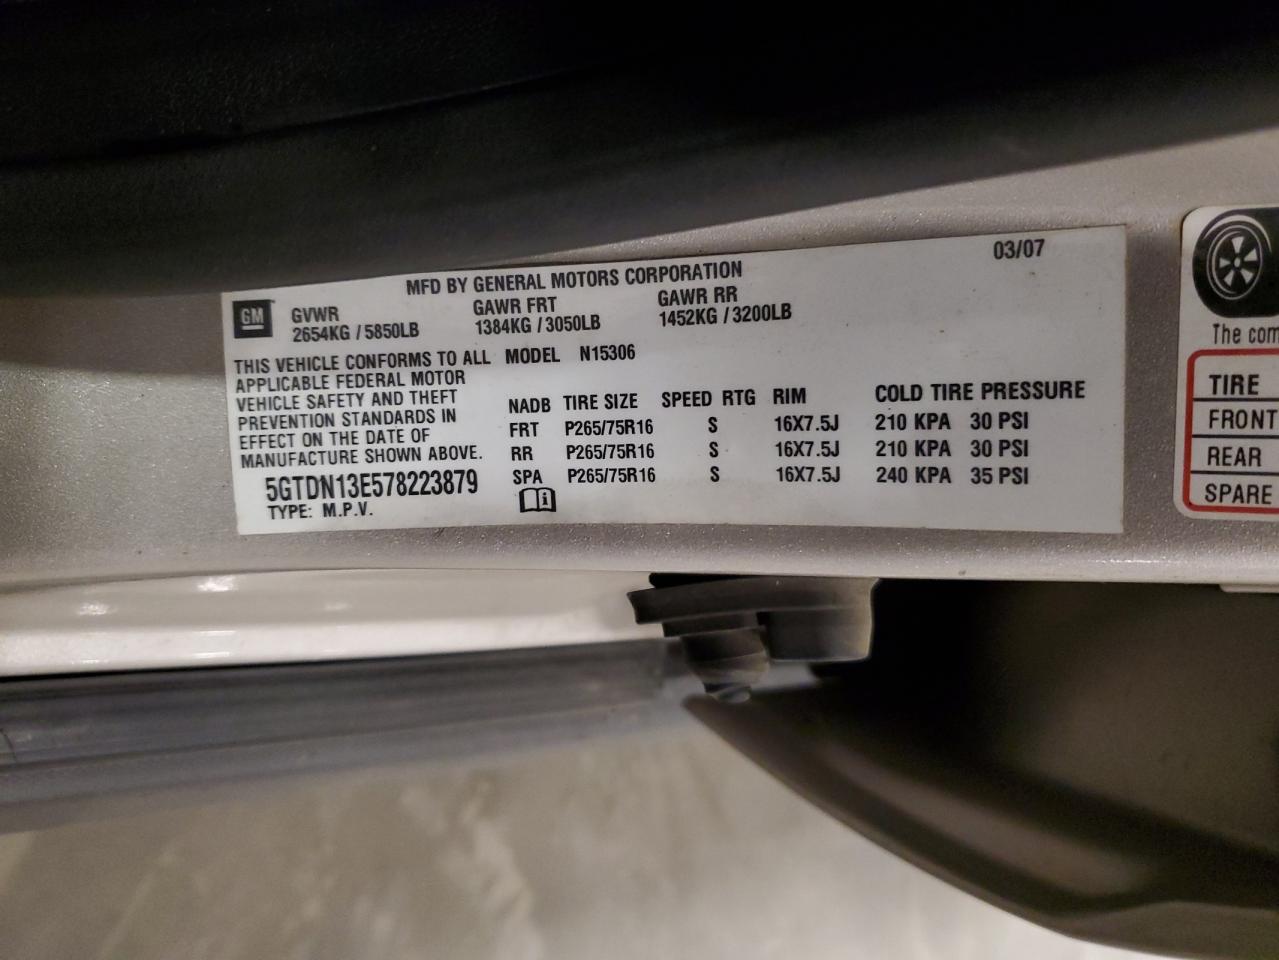 03/07
MFD BY GENERAL MOTORS CORPORATION
GM
GVWR GAWR FRT GAWR RR
2654KG / 5850LB 1384KG / 3050LB 1452KG / 3200LB
THIS VEHICLE CONFORMS TO ALL
APPLICABLE FEDERAL MOTOR
VEHICLE SAFETY AND THEFT
PREVENTION STANDARDS IN
EFFECT ON THE DATE OF
MANUFACTURE SHOWN ABOVE.
5GTDN13E578223879
TYPE: M.P.V.
MODEL N15306
NADB TIRE SIZE SPEED RTG RIM COLD TIRE PRESSURE
FRT P265/75R16 S 16X7.5J 210 KPA 30 PSI
RR P265/75R16 S 16X7.5J 210 KPA 30 PSI
SPA P265/75R16 S 16X7.5J 240 KPA 35 PSI
The com
TIRE
FRONT
REAR
SPARE